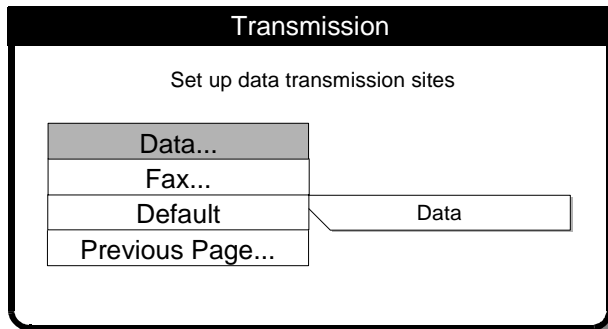 Transmission
Set up data transmission sites
Data...
Fax...
Default
Data
Previous Page...